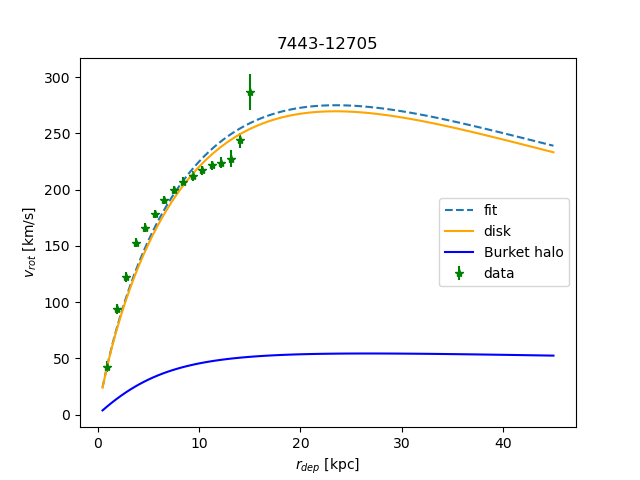 7443-12705
300
250
200
150
100
50
0
v_rot [km/s]
fit
disk
Burket halo
data
0 10 20 30 40
r_dep [kpc]